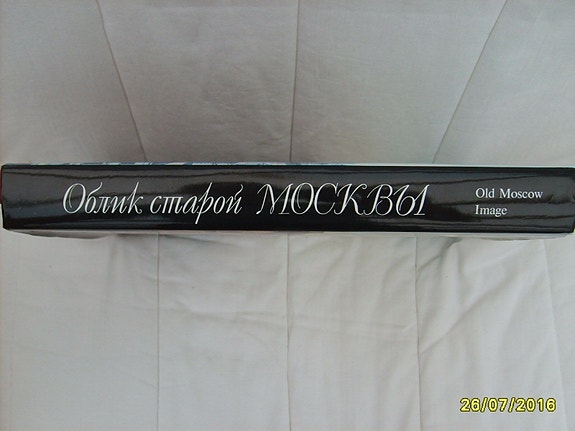 Облик старой МОСКВЫ
Old Moscow
Image
26/07/2016